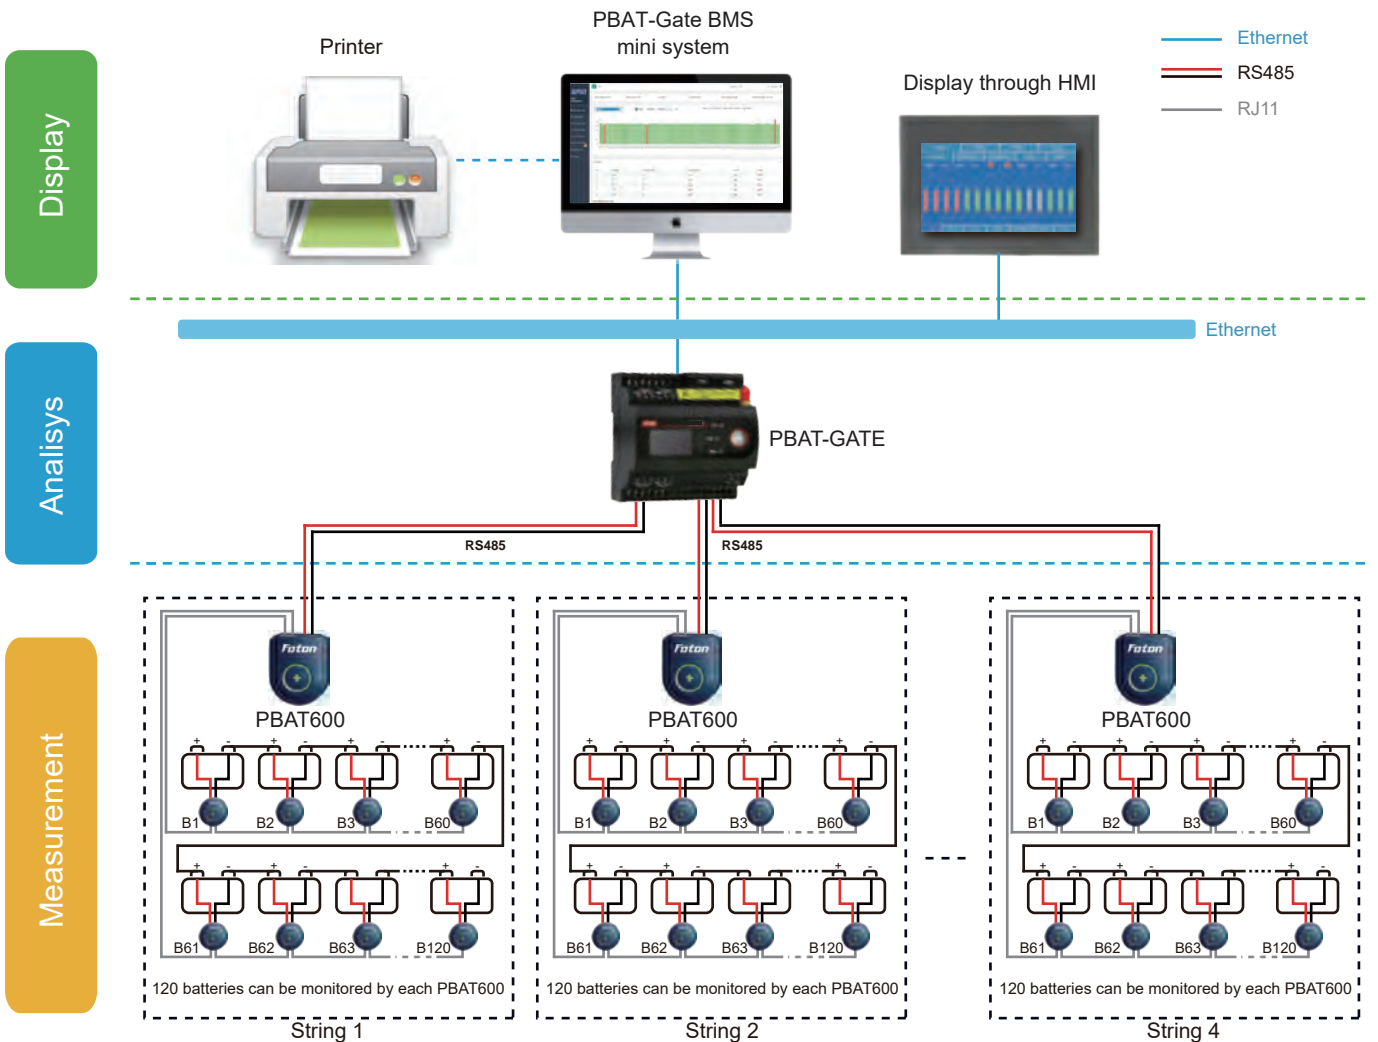 PBAT-Gate BMS
mini system
Printer
Display through HMI
Ethernet
RS485
RJ11
Display
Ethernet
Analisys
PBAT-GATE
RS485
RS485
Measurement
Foton
PBAT600
+ - + - + - + -
B1 B2 B3 B60
+ - + - + - + -
B61 B62 B63 B120
120 batteries can be monitored by each PBAT600
String 1
Foton
PBAT600
+ - + - + - + -
B1 B2 B3 B60
+ - + - + - + -
B61 B62 B63 B120
120 batteries can be monitored by each PBAT600
String 2
Foton
PBAT600
+ - + - + - + -
B1 B2 B3 B60
+ - + - + - + -
B61 B62 B63 B120
120 batteries can be monitored by each PBAT600
String 4